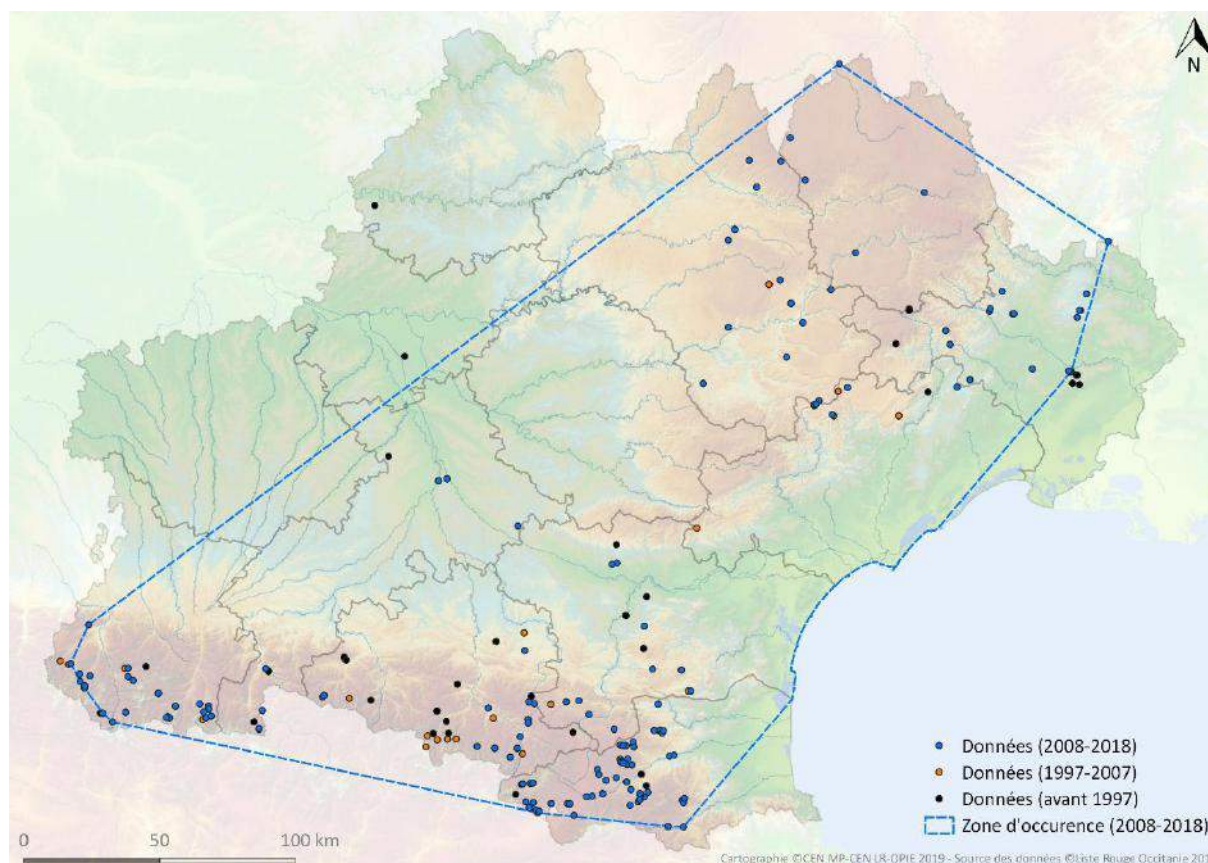 N
Données (2008-2018)
Données (1997-2007)
Données (avant 1997)
Zone d'occurence (2008-2018)
0 50 100 km
Cartographie ©CEN MP-CEN LR-OPIE 2019 - Source des données ©Liste Rouge Occitanie 201